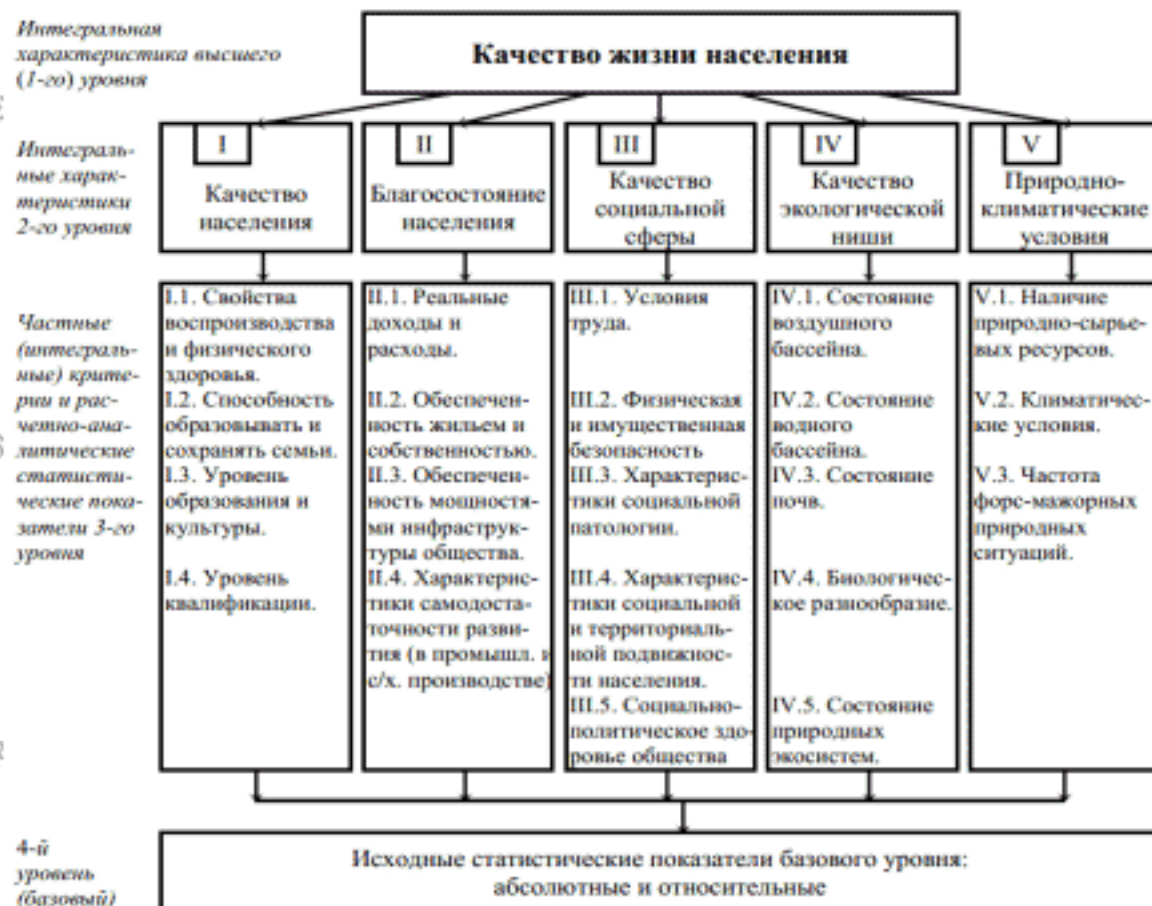 Интегральная
характеристика высшего
(1-го) уровня
Качество жизни населения
Интеграль-
ные харак-
теристики
2-го уровня
I
Качество
населения
II
Благосостояние
населения
III
Качество
социальной
сферы
IV
Качество
экологической
ниши
V
Природно-
климатические
условия
Частные
(интеграль-
ные) крите-
рии и рас-
четно-ана-
литические
статисти-
ческие пока-
затели 3-го
уровня
I.1. Свойства
воспроизводства
и физического
здоровья.
I.2. Способность
образовывать и
сохранять семьи.
I.3. Уровень
образования и
культуры.
I.4. Уровень
квалификации.
II.1. Реальные
доходы и
расходы.
II.2. Обеспечен-
ность жильем и
собственностью.
II.3. Обеспечен-
ность мощностя-
ми инфраструк-
туры общества.
II.4. Характерис-
тики самодоста-
точности разви-
тия (в промышл. и
с/х. производстве)
III.1. Условия
труда.
III.2. Физическая
и имущественная
безопасность
III.3. Характерис-
тики социальной
патологии.
III.4. Характерис-
тики социальной
и территориаль-
ной подвижнос-
ти населения.
III.5. Социально-
политическое здо-
ровье общества
IV.1. Состояние
воздушного
бассейна.
IV.2. Состояние
водного
бассейна.
IV.3. Состояние
почв.
IV.4. Биологичес-
кое разнообразие.
IV.5. Состояние
природных
экосистем.
V.1. Наличие
природно-сырье-
вых ресурсов.
V.2. Климатичес-
кие условия.
V.3. Частота
форс-мажорных
природных
ситуаций.
4-й
уровень
(базовый)
Исходные статистические показатели базового уровня:
абсолютные и относительные